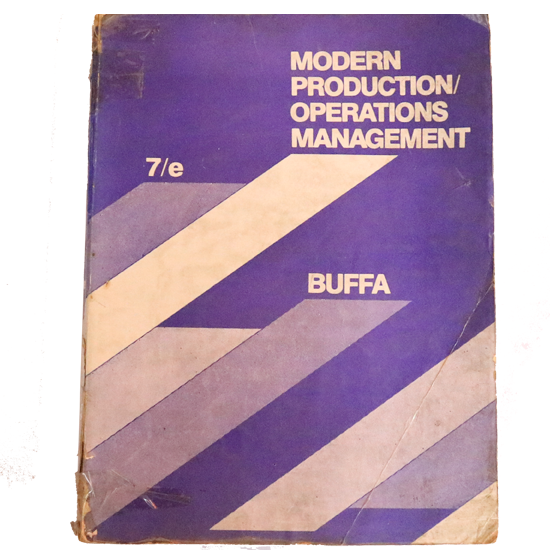 MODERN
PRODUCTION/
OPERATIONS
MANAGEMENT
7/e
BUFFA